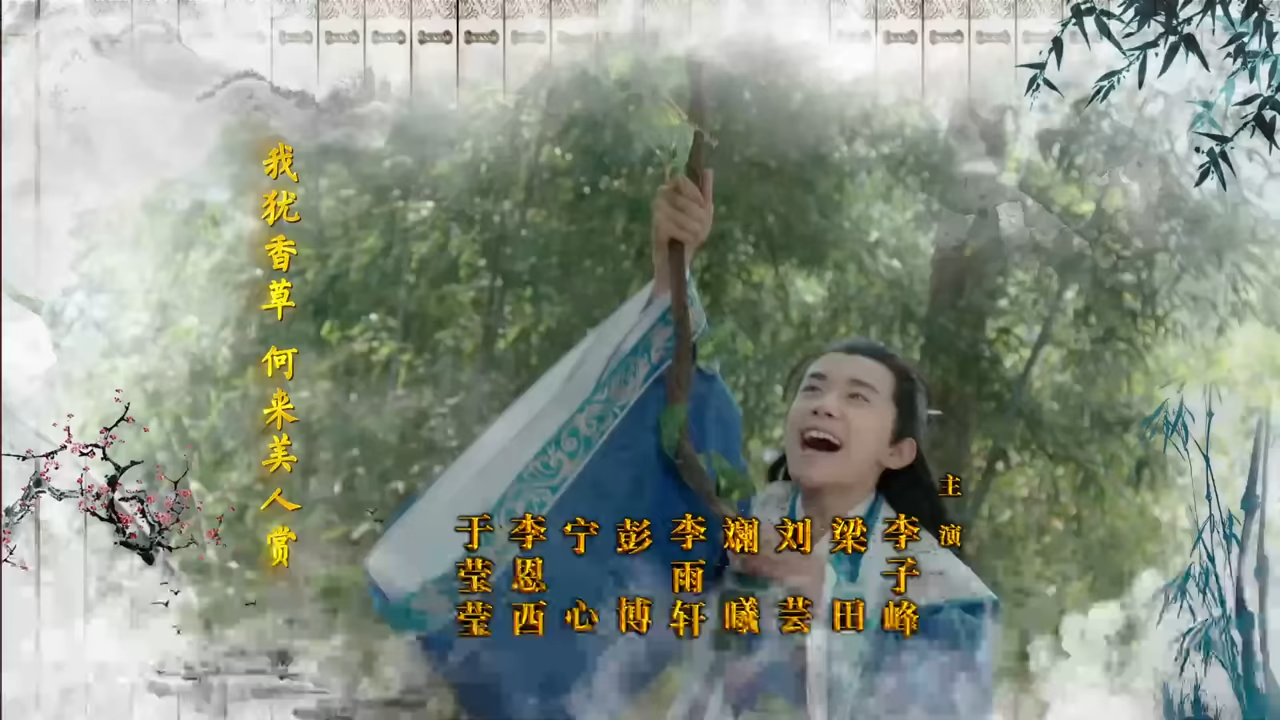 主演
李子峰
梁田
刘芸
斓曦
李雨轩
彭博
宁心
李恩西
于莹莹
我犹香草 何来美人赏